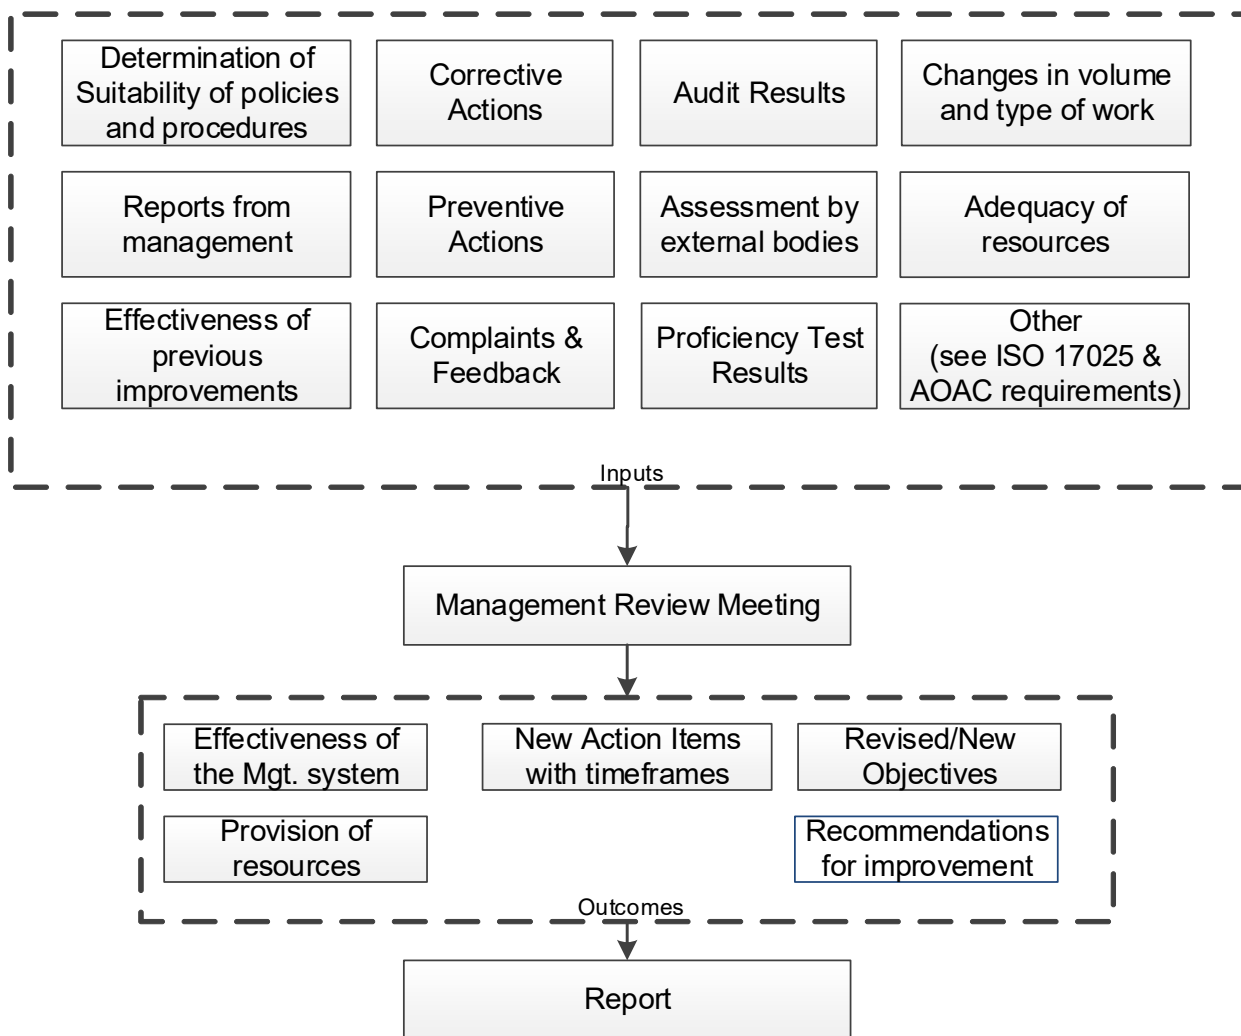 Determination of
Suitability of policies
and procedures
Corrective
Actions
Audit Results
Changes in volume
and type of work
Reports from
management
Preventive
Actions
Assessment by
external bodies
Adequacy of
resources
Effectiveness of
previous
improvements
Complaints &
Feedback
Proficiency Test
Results
Other
(see ISO 17025 &
AOAC requirements)
Inputs
Management Review Meeting
Effectiveness of
the Mgt. system
New Action Items
with timeframes
Revised/New
Objectives
Provision of
resources
Recommendations
for improvement
Outcomes
Report